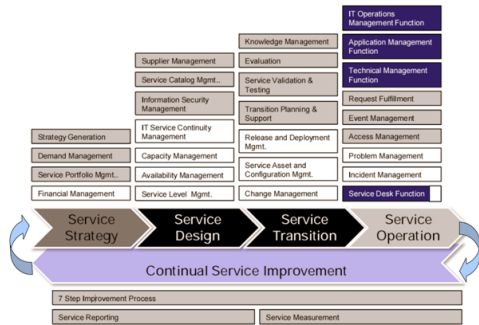 IT Operations
Management Function
Application Management
Function
Technical Management
Function
Request Fulfillment
Event Management
Access Management
Problem Management
Incident Management
Service Desk Function
Knowledge Management
Evaluation
Service Validation &
Testing
Transition Planning &
Support
Release and Deployment
Mgmt.
Service Asset and
Configuration Mgmt.
Change Management
Supplier Management
Service Catalog Mgmt..
Information Security
Management
IT Service Continuity
Management
Capacity Management
Availability Management
Service Level Mgmt.
Strategy Generation
Demand Management
Service Portfolio Mgmt..
Financial Management
Service
Strategy
Service
Design
Service
Transition
Service
Operation
Continual Service Improvement
7 Step Improvement Process
Service Reporting
Service Measurement